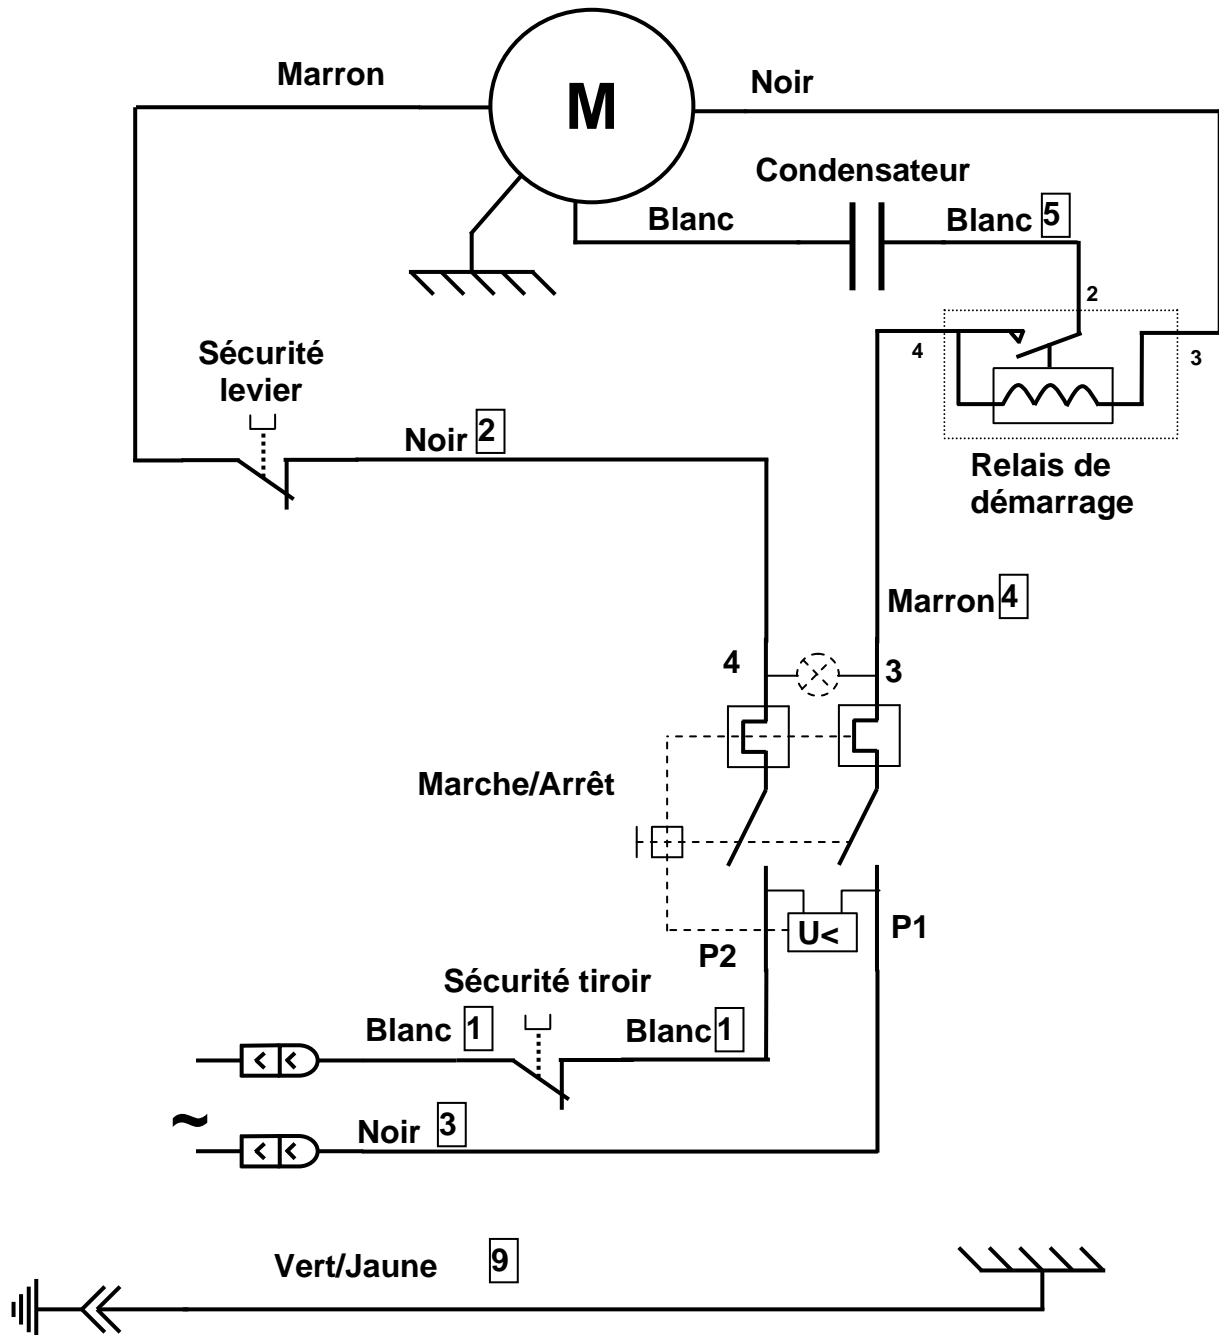 Marron
M
Noir
Condensateur
Blanc
Blanc 5
2
4
3
Sécurité
levier
Noir 2
Relais de
démarrage
Marron 4
4
3
Marche/Arrêt
U<
P1
P2
Sécurité tiroir
Blanc 1
Blanc 1
~
Noir 3
Vert/Jaune 9